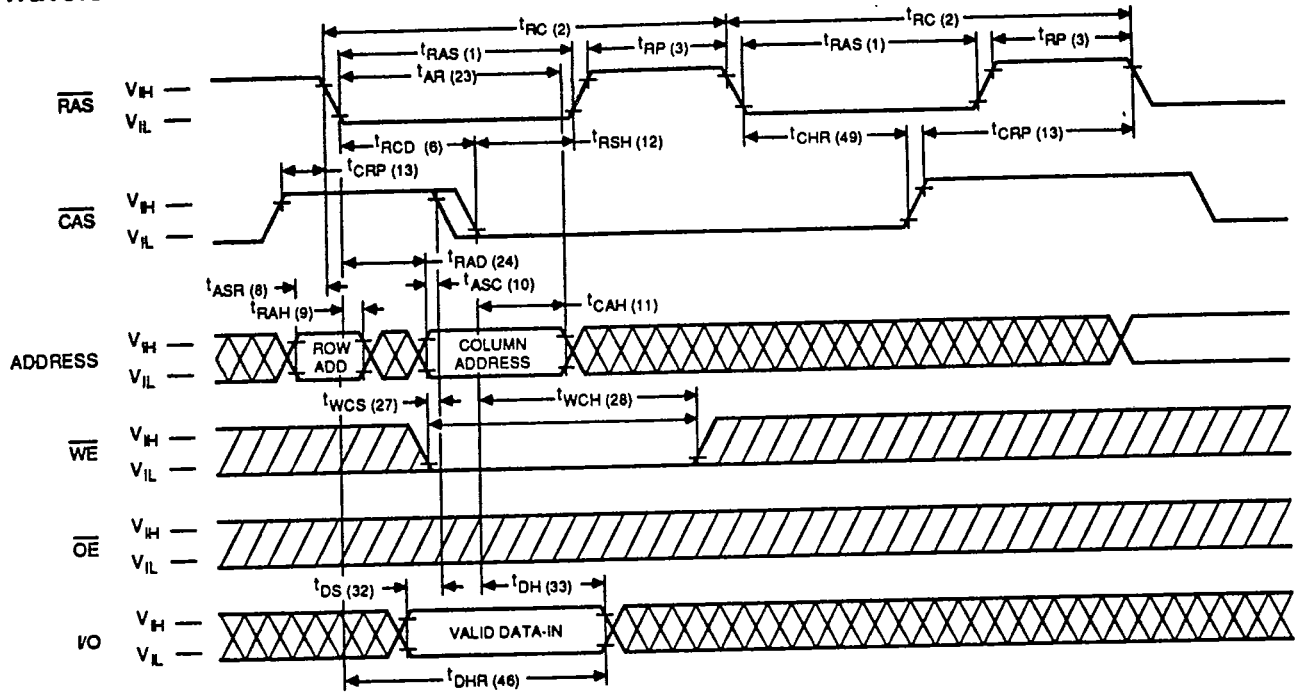 tRC (2) tRC (2)
tRAS (1) tRP (3) tRAS (1) tRP (3)
tAR (23)
RAS VIH
VIL
tRCD (6) tRSH (12) tCHR (49) tCRP (13)
tCRP (13)
CAS VIH
VIL
tRAD (24)
tASR (8) tASC (10)
tRAH (9) tCAH (11)
ADDRESS VIH
VIL
ROW
ADD
COLUMN
ADDRESS
tWCS (27) tWCH (28)
WE VIH
VIL
OE VIH
VIL
tDS (32) tDH (33)
I/O VIH
VIL
VALID DATA-IN
tDHR (46)